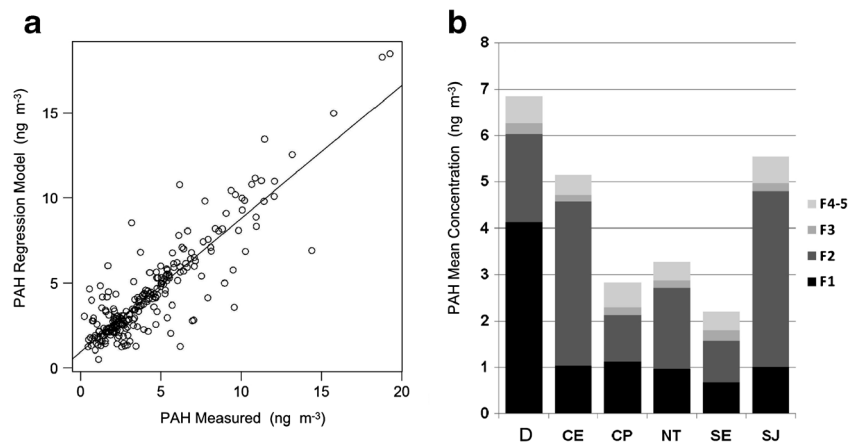 a
PAH Regression Model (ng m-3)
15
10
5
0
0 5 10 15 20
PAH Measured (ng m-3)
b
PAH Mean Concentration (ng m-3)
8
7
6
5
4
3
2
1
0
D CE CP NT SE SJ
F4-5
F3
F2
F1